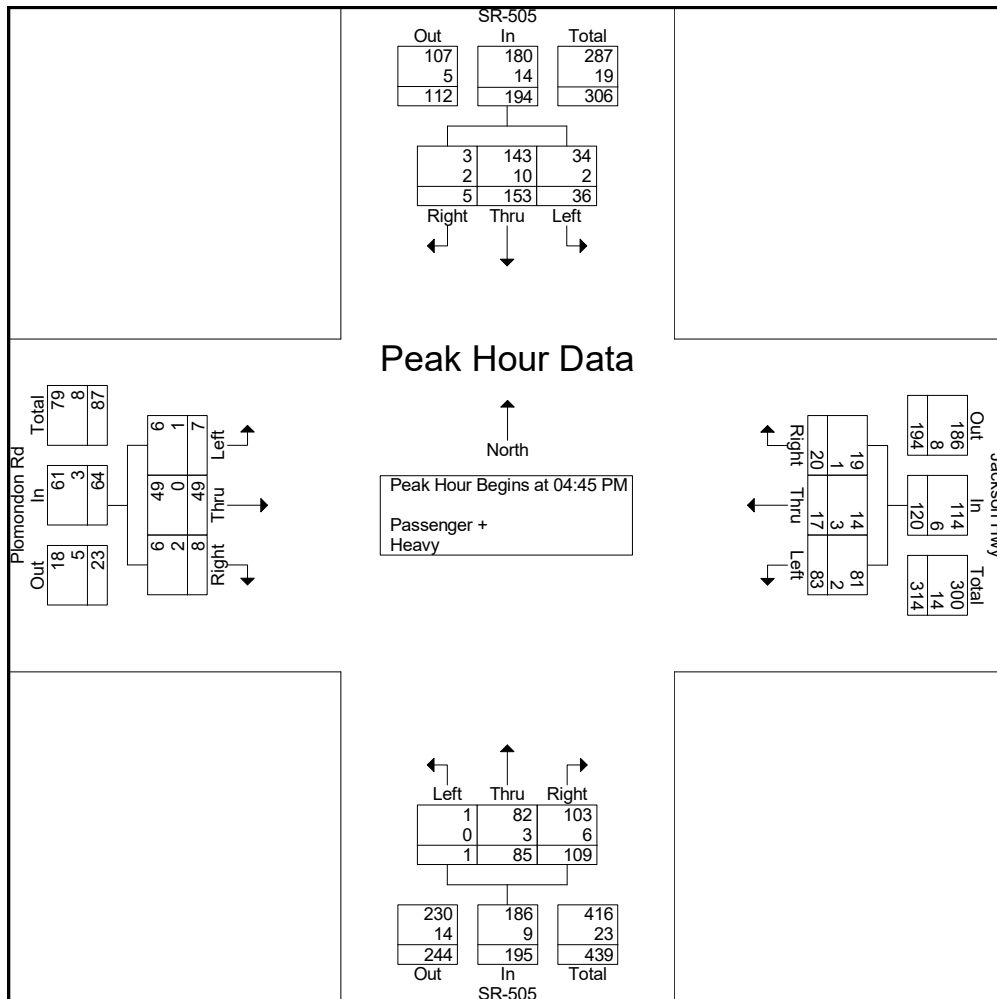 SR-505
Out In Total
107 180 287
5 14 19
112 194 306
3 143 34
2 10 2
5 153 36
Right Thru Left
Peak Hour Data
North
Peak Hour Begins at 04:45 PM
Passenger +
Heavy
Plomondon Rd
Out In Total
18 61 79
5 3 8
23 64 87
6 49 6
2 0 1
8 49 7
Right Thru Left
Jackson Hwy
Out In Total
186 114 300
8 6 14
194 120 314
19 14 81
1 3 2
20 17 83
Right Thru Left
Left Thru Right
1 82 103
0 3 6
1 85 109
230 186 416
14 9 23
244 195 439
Out In Total
SR-505